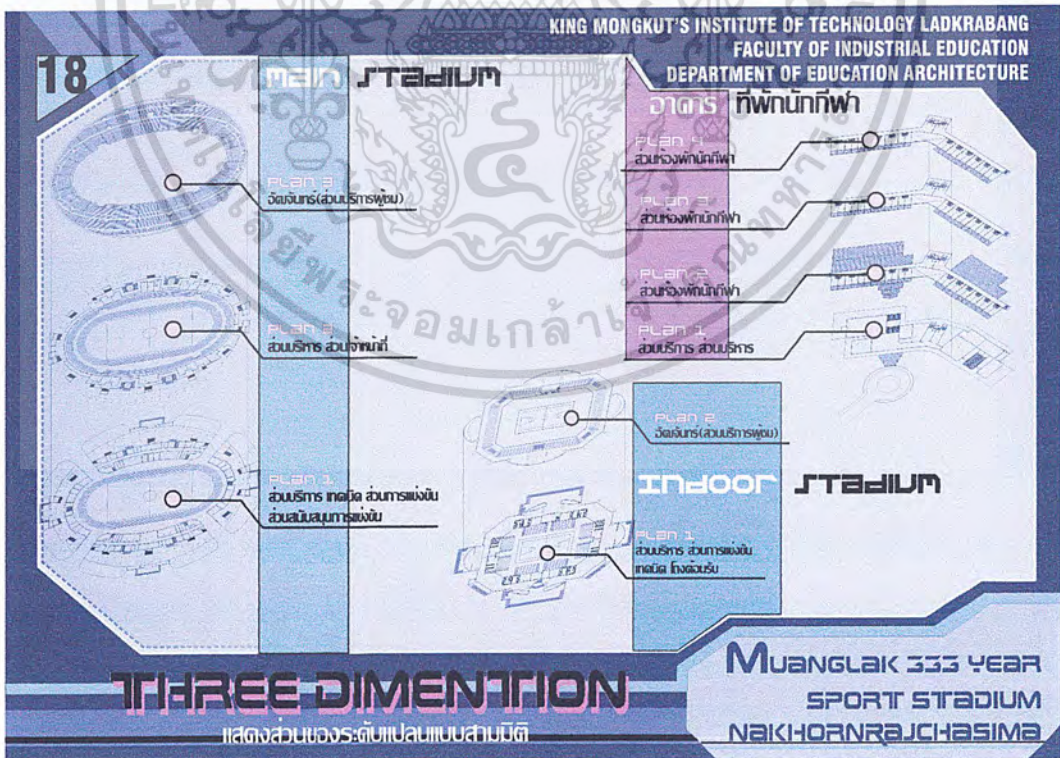 KING MONGKUT'S INSTITUTE OF TECHNOLOGY LADKRABANG
FACULTY OF INDUSTRIAL EDUCATION
DEPARTMENT OF EDUCATION ARCHITECTURE
18
main STadIUM
PLan 3
อัฒจันทร์(ส่วนบริการผู้ชม)
PLan 2
ส่วนบริหาร ส่วนเจ้าหน้าที่
PLan 1
ส่วนบริการ เทคนิค ส่วนการแข่งขัน
ส่วนสนับสนุนการแข่งขัน
อาคาร ที่พักนักกีฬา
PLan 4
ส่วนห้องพักนักกีฬา
PLan 3
ส่วนห้องพักนักกีฬา
PLan 2
ส่วนห้องพักนักกีฬา
PLan 1
ส่วนบริการ ส่วนบริหาร
PLan 2
อัฒจันทร์(ส่วนบริการผู้ชม)
Indoor STadIUM
PLan 1
ส่วนบริหาร ส่วนการแข่งขัน
เทคนิค โถงต้อนรับ
THREE DIMENTION
แสดงส่วนของระดับแปลนแบบสามมิติ
MUANGLAK 333 YEAR
SPORT STADIUM
NAKHORNRAJCHASIMA
พระจอมเกล้า